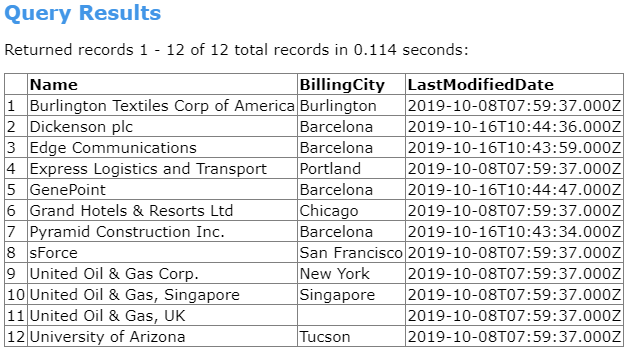 Query Results
Returned records 1 - 12 of 12 total records in 0.114 seconds:
Name BillingCity LastModifiedDate
1 Burlington Textiles Corp of America Burlington 2019-10-08T07:59:37.000Z
2 Dickenson plc Barcelona 2019-10-16T10:44:36.000Z
3 Edge Communications Barcelona 2019-10-16T10:43:59.000Z
4 Express Logistics and Transport Portland 2019-10-08T07:59:37.000Z
5 GenePoint Barcelona 2019-10-16T10:44:47.000Z
6 Grand Hotels & Resorts Ltd Chicago 2019-10-08T07:59:37.000Z
7 Pyramid Construction Inc. Barcelona 2019-10-16T10:43:34.000Z
8 sForce San Francisco 2019-10-08T07:59:37.000Z
9 United Oil & Gas Corp. New York 2019-10-08T07:59:37.000Z
10 United Oil & Gas, Singapore Singapore 2019-10-08T07:59:37.000Z
11 United Oil & Gas, UK 2019-10-08T07:59:37.000Z
12 University of Arizona Tucson 2019-10-08T07:59:37.000Z